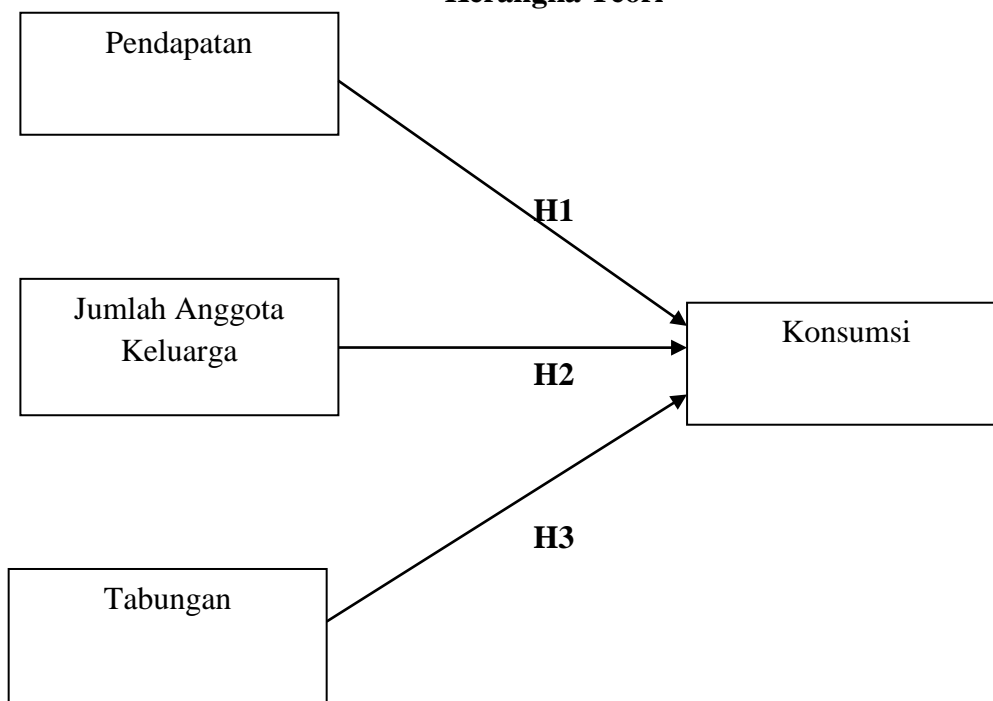 Kerangka Teori
Pendapatan
H1
Jumlah Anggota
Keluarga
H2
Konsumsi
H3
Tabungan